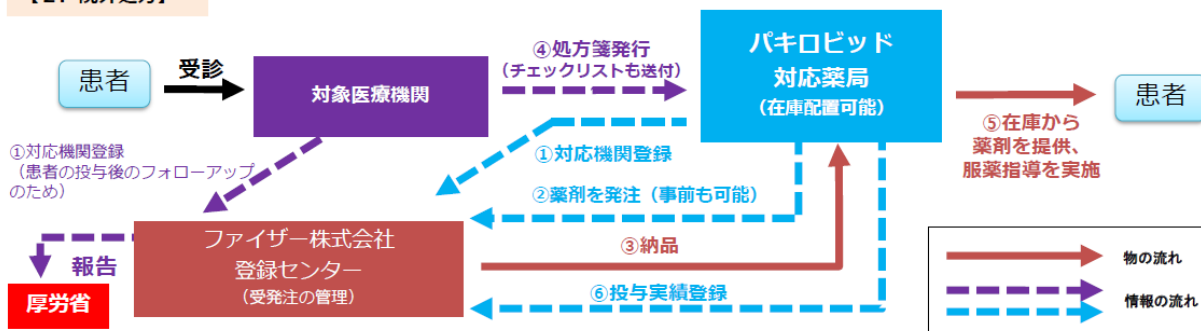 患者
受診
対象医療機関
④処方箋発行
(チェックリストも送付)
パキロビッド
対応薬局
(在庫配置可能)
患者
⑤在庫から
薬剤を提供、
服薬指導を実施
①対応機関登録
(患者の投与後のフォローアップ
のため)
①対応機関登録
②薬剤を発注(事前も可能)
ファイザー株式会社
登録センター
(受発注の管理)
③納品
⑥投与実績登録
報告
厚労省
物の流れ
情報の流れ